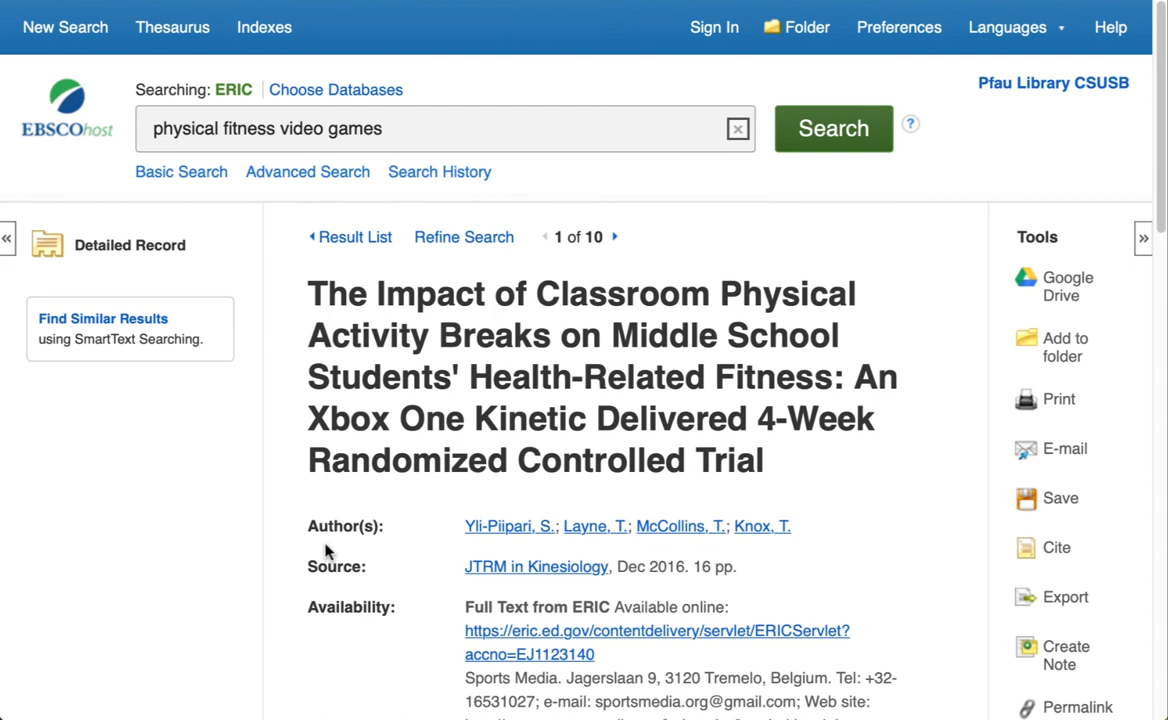 New Search Thesaurus Indexes Sign In Folder Preferences Languages Help
EBSCOhost
Searching: ERIC Choose Databases
Pfau Library CSUSB
physical fitness video games
Search ?
Basic Search Advanced Search Search History
«
Detailed Record
Find Similar Results
using SmartText Searching.
Result List Refine Search 1 of 10
The Impact of Classroom Physical
Activity Breaks on Middle School
Students' Health-Related Fitness: An
Xbox One Kinetic Delivered 4-Week
Randomized Controlled Trial
Author(s): Yli-Piipari, S.; Layne, T.; McCollins, T.; Knox, T.
Source: JTRM in Kinesiology, Dec 2016. 16 pp.
Availability: Full Text from ERIC Available online:
https://eric.ed.gov/contentdelivery/servlet/ERICServlet?
accno=EJ1123140
Sports Media. Jagerslaan 9, 3120 Tremelo, Belgium. Tel: +32-
16531027; e-mail: sportsmedia.org@gmail.com; Web site:
Tools
»
Google
Drive
Add to
folder
Print
E-mail
Save
Cite
Export
Create
Note
Permalink